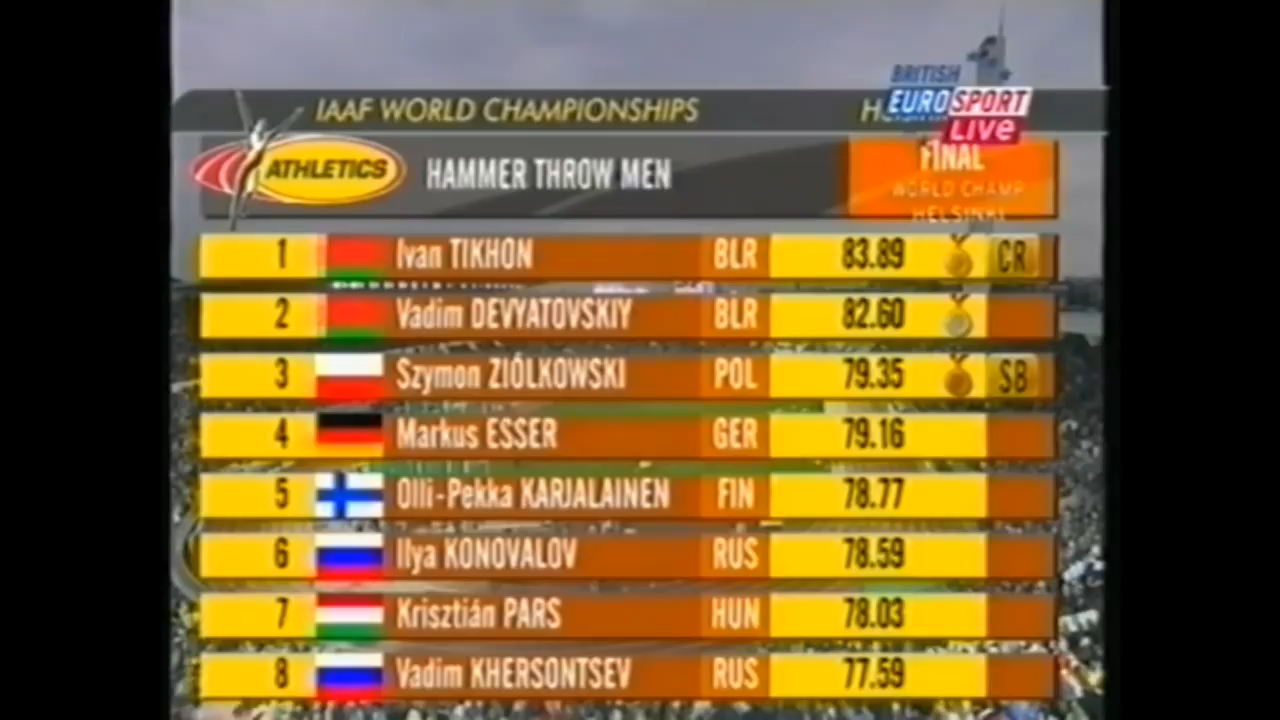 BRITISH
EUROSPORT
LIVE
IAAF WORLD CHAMPIONSHIPS
ATHLETICS
HAMMER THROW MEN
FINAL
WORLD CHAMP
HELSINKI
1 Ivan TIKHON BLR 83.89 CR
2 Vadim DEVYATOVSKIY BLR 82.60
3 Szymon ZIÓLKOWSKI POL 79.35 SB
4 Markus ESSER GER 79.16
5 Olli-Pekka KARJALAINEN FIN 78.77
6 Ilya KONOVALOV RUS 78.59
7 Krisztián PARS HUN 78.03
8 Vadim KHERSONTSEV RUS 77.59